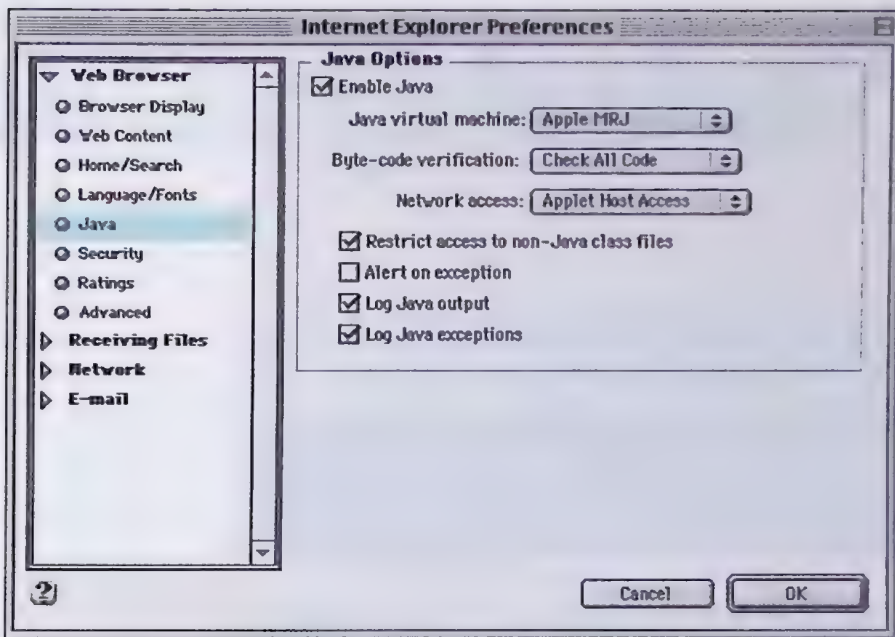 Internet Explorer Preferences
Web Browser
Browser Display
Web Content
Home/Search
Language/Fonts
Java
Security
Ratings
Advanced
Receiving Files
Network
E-mail
Java Options
Enable Java
Java virtual machine: Apple MRJ
Byte-code verification: Check All Code
Network access: Applet Host Access
Restrict access to non-Java class files
Alert on exception
Log Java output
Log Java exceptions
?
Cancel
OK